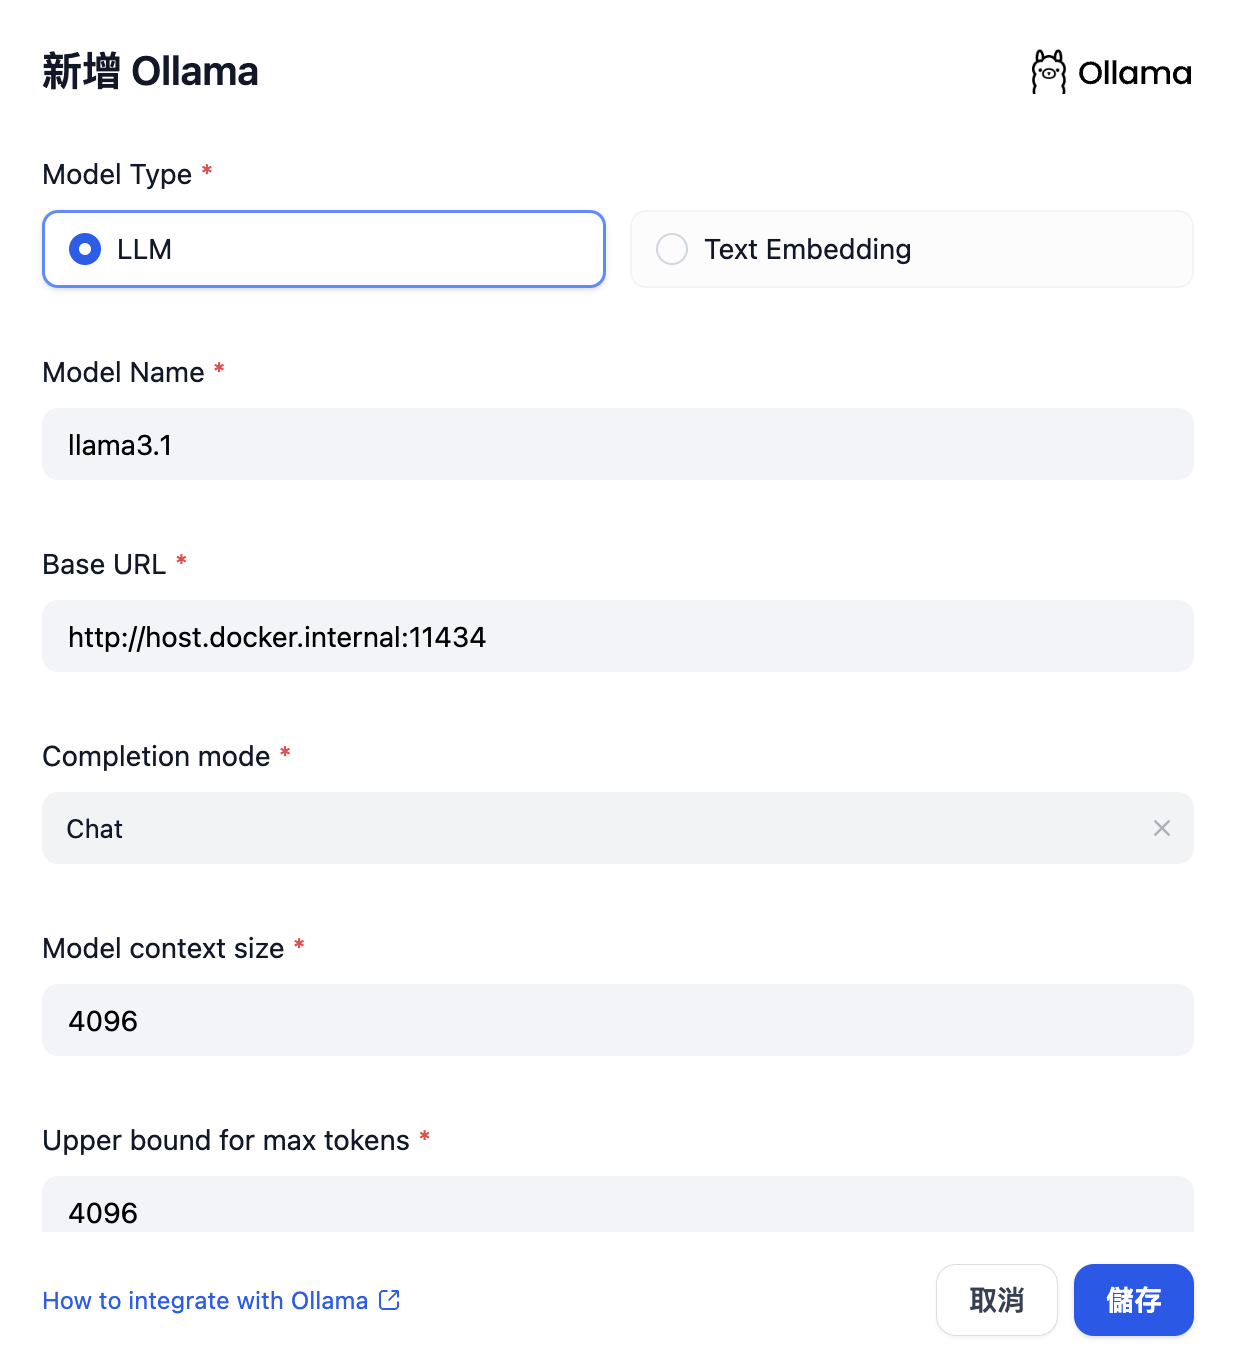 新增 Ollama
Ollama
Model Type *
LLM
Text Embedding
Model Name *
llama3.1
Base URL *
http://host.docker.internal:11434
Completion mode *
Chat
Model context size *
4096
Upper bound for max tokens *
4096
How to integrate with Ollama
取消
儲存